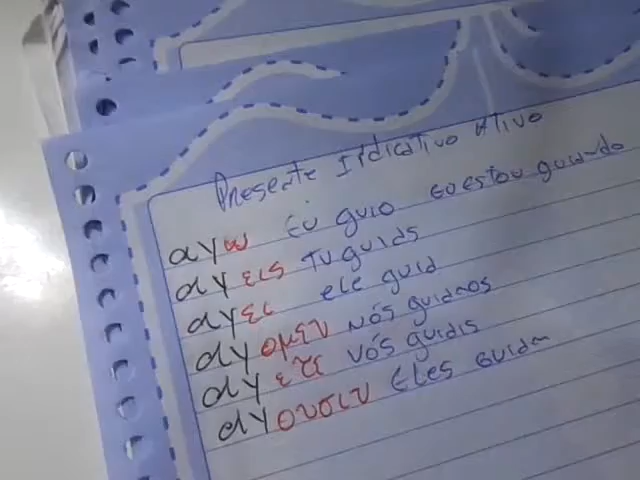 Presente Indicativo Ativo
αγω Eu guio eu estou guiando
αγεις Tu guias
αγει ele guia
αγομεν nós guiamos
αγετε vós guiais
αγουσιν Eles guiam